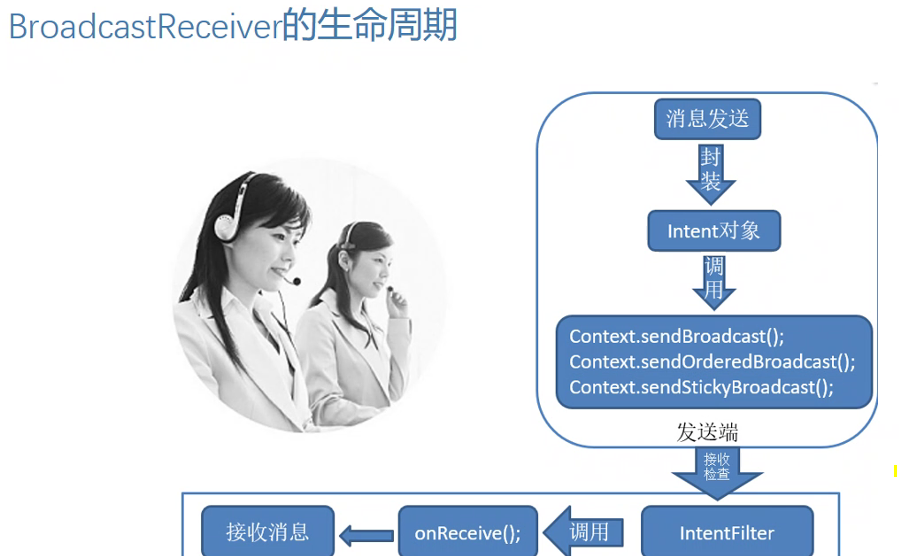 BroadcastReceiver的生命周期
消息发送
封
装
Intent对象
调
用
Context.sendBroadcast();
Context.sendOrderedBroadcast();
Context.sendStickyBroadcast();
发送端
接收
检查
接收消息
onReceive();
调用
IntentFilter